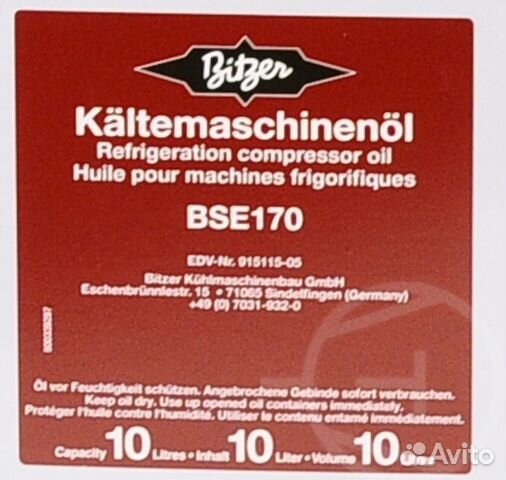 Bitzer
Kältemaschinenöl
Refrigeration compressor oil
Huile pour machines frigorifiques
BSE170
EDV-Nr. 915115-05
Bitzer Kühlmaschinenbau GmbH
Eschenbrünnlestr. 15 • 71065 Sindelfingen (Germany)
+49 (0) 7031-932-0
Öl vor Feuchtigkeit schützen. Angebrochene Gebinde sofort verbrauchen.
Keep oil dry. Use up opened oil containers immediately.
Protéger l'huile contre l'humidité. Utiliser le contenu entamé immédiatement.
Capacity 10 Litres • Inhalt 10 Liter • Volume 10
Avito